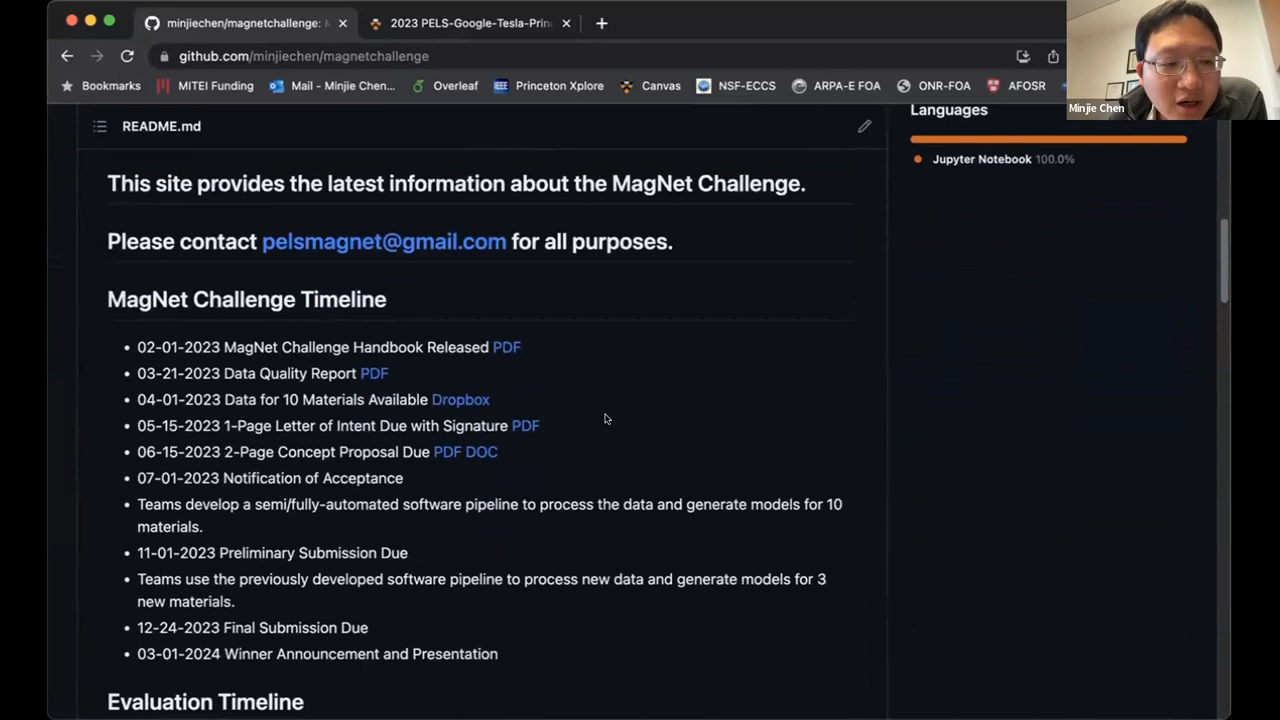 minjiechen/magnetchallenge:
2023 PELS-Google-Tesla-Prin
github.com/minjiechen/magnetchallenge
Bookmarks MITEI Funding Mail - Minjie Chen... Overleaf Princeton Xplore Canvas NSF-ECCS ARPA-E FOA ONR-FOA AFOSR
Minjie Chen
README.md
Languages
Jupyter Notebook 100.0%
This site provides the latest information about the MagNet Challenge.
Please contact pelsmagnet@gmail.com for all purposes.
MagNet Challenge Timeline
• 02-01-2023 MagNet Challenge Handbook Released PDF
• 03-21-2023 Data Quality Report PDF
• 04-01-2023 Data for 10 Materials Available Dropbox
• 05-15-2023 1-Page Letter of Intent Due with Signature PDF
• 06-15-2023 2-Page Concept Proposal Due PDF DOC
• 07-01-2023 Notification of Acceptance
• Teams develop a semi/fully-automated software pipeline to process the data and generate models for 10
materials.
• 11-01-2023 Preliminary Submission Due
• Teams use the previously developed software pipeline to process new data and generate models for 3
new materials.
• 12-24-2023 Final Submission Due
• 03-01-2024 Winner Announcement and Presentation
Evaluation Timeline